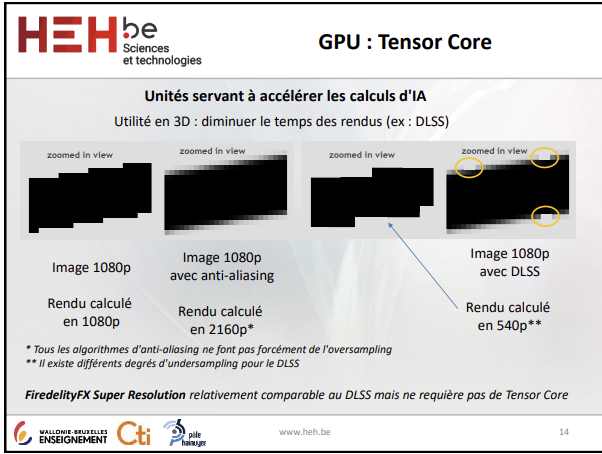 HEH.be
Sciences
et technologies
GPU : Tensor Core
Unités servant à accélérer les calculs d'IA
Utilité en 3D : diminuer le temps des rendus (ex : DLSS)
zoomed in view
zoomed in view
zoomed in view
zoomed in view
Image 1080p
Rendu calculé
en 1080p
Image 1080p
avec anti-aliasing
Rendu calculé
en 2160p*
Image 1080p
avec DLSS
Rendu calculé
en 540p**
* Tous les algorithmes d'anti-aliasing ne font pas forcément de l'oversampling
** Il existe différents degrés d'undersampling pour le DLSS
FiredelityFX Super Resolution relativement comparable au DLSS mais ne requière pas de Tensor Core
WALLONIE-BRUXELLES
ENSEIGNEMENT
Cti
pôle
hainuyer
www.heh.be
14